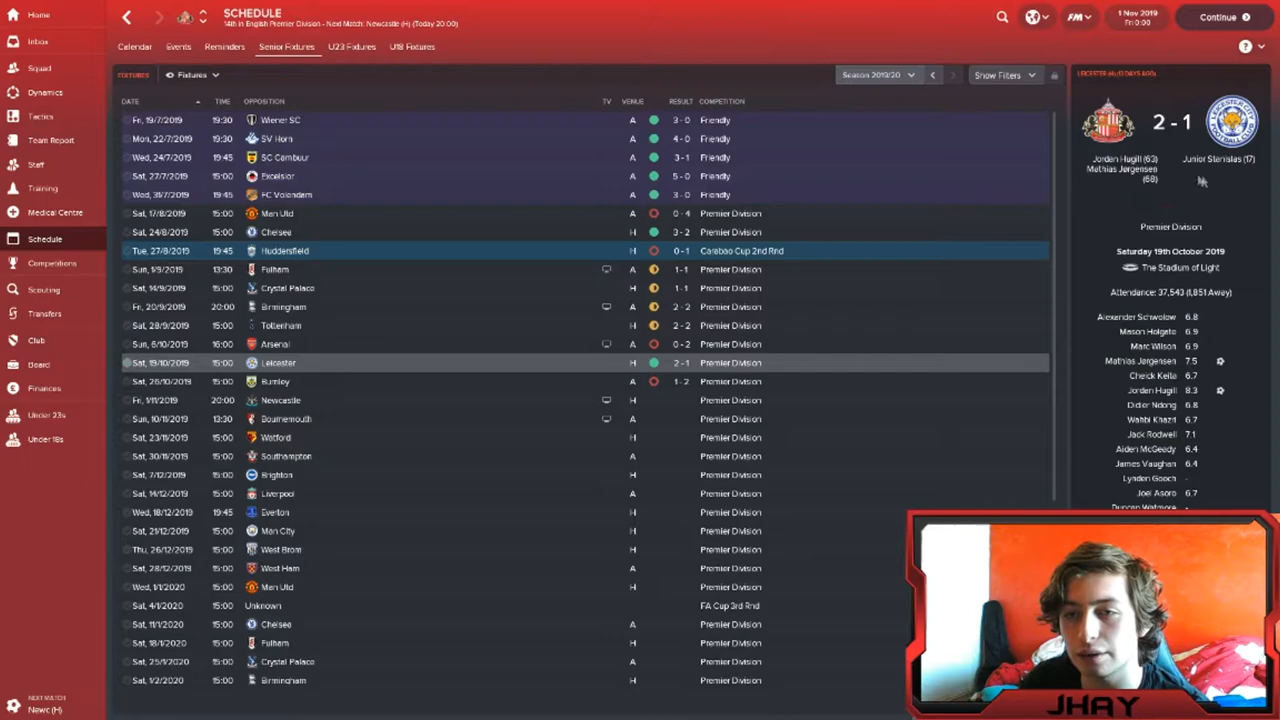 Home
Inbox
Squad
Dynamics
Tactics
Team Report
Staff
Training
Medical Centre
Schedule
Competitions
Scouting
Transfers
Club
Board
Finances
Under 23s
Under 18s
NEXT MATCH
Newc (H)
SCHEDULE
14th in English Premier Division - Next Match: Newcastle (H) (Today 20:00)
FM
1 Nov 2019
Fri 0:00
Continue
Calendar Events Reminders Senior Fixtures U23 Fixtures U18 Fixtures
?
FIXTURES Fixtures Season 2019/20 Show Filters
DATE TIME OPPOSITION TV VENUE RESULT COMPETITION
Fri, 19/7/2019 19:30 Wiener SC A 3-0 Friendly
Mon, 22/7/2019 19:30 SV Horn A 4-0 Friendly
Wed, 24/7/2019 19:45 SC Cambuur A 3-1 Friendly
Sat, 27/7/2019 15:00 Excelsior A 5-0 Friendly
Wed, 31/7/2019 19:45 FC Volendam A 3-0 Friendly
Sat, 17/8/2019 15:00 Man Utd A 0-4 Premier Division
Sat, 24/8/2019 15:00 Chelsea H 3-2 Premier Division
Tue, 27/8/2019 19:45 Huddersfield H 0-1 Carabao Cup 2nd Rnd
Sun, 1/9/2019 13:30 Fulham A 1-1 Premier Division
Sat, 14/9/2019 15:00 Crystal Palace H 1-1 Premier Division
Fri, 20/9/2019 20:00 Birmingham A 2-2 Premier Division
Sat, 28/9/2019 15:00 Tottenham H 2-2 Premier Division
Sun, 6/10/2019 16:00 Arsenal A 0-2 Premier Division
Sat, 19/10/2019 15:00 Leicester H 2-1 Premier Division
Sat, 26/10/2019 15:00 Burnley A 1-2 Premier Division
Fri, 1/11/2019 20:00 Newcastle H Premier Division
Sun, 10/11/2019 13:30 Bournemouth A Premier Division
Sat, 23/11/2019 15:00 Watford H Premier Division
Sat, 30/11/2019 15:00 Southampton A Premier Division
Sat, 7/12/2019 15:00 Brighton H Premier Division
Sat, 14/12/2019 15:00 Liverpool A Premier Division
Wed, 18/12/2019 19:45 Everton H Premier Division
Sat, 21/12/2019 15:00 Man City H Premier Division
Thu, 26/12/2019 15:00 West Brom H Premier Division
Sat, 28/12/2019 15:00 West Ham A Premier Division
Wed, 1/1/2020 15:00 Man Utd H Premier Division
Sat, 4/1/2020 15:00 Unknown FA Cup 3rd Rnd
Sat, 11/1/2020 15:00 Chelsea A Premier Division
Sat, 18/1/2020 15:00 Fulham H Premier Division
Sat, 25/1/2020 15:00 Crystal Palace A Premier Division
Sat, 1/2/2020 15:00 Birmingham H Premier Division
LEICESTER (H) (13 DAYS AGO)
2 - 1
Jordan Hugill (63)
Mathias Jørgensen
(68)
Junior Stanislas (17)
Premier Division
Saturday 19th October 2019
The Stadium of Light
Attendance: 37,543 (1,851 Away)
Alexander Schwolow 6.8
Mason Holgate 6.9
Marc Wilson 6.9
Mathias Jørgensen 7.5
Cheick Keita 6.7
Jordan Hugill 8.3
Didier Ndong 6.8
Wahbi Khazri 6.7
Jack Rodwell 7.1
Aiden McGeady 6.4
James Vaughan 6.4
Lynden Gooch -
Joel Asoro 6.7
Duncan Watmore -
JHAY